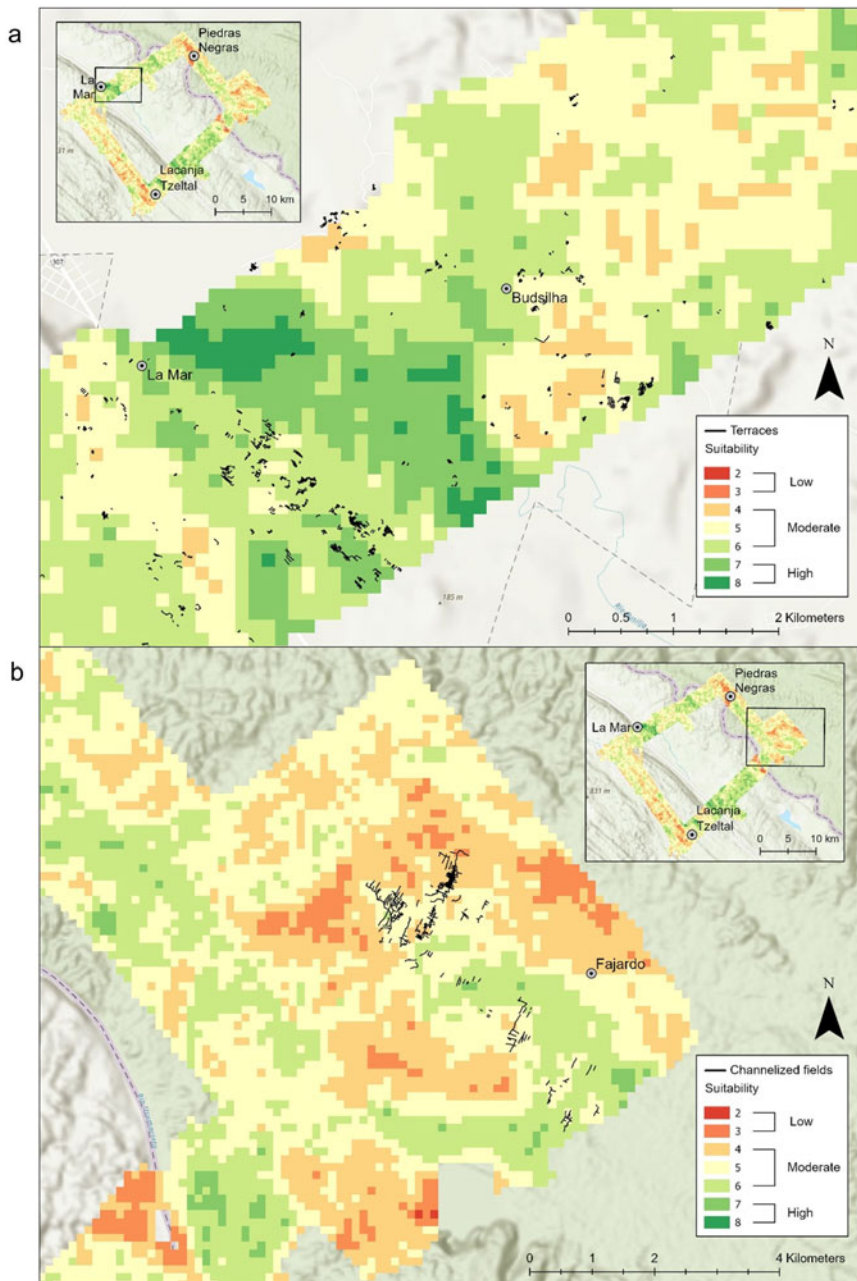 a
Piedras
Negras
La
Mar
Lacanja
Tzeltal
0 5 10 km
Budsilha
La Mar
N
Terraces
Suitability
2
3
Low
4
5
Moderate
6
7
High
8
185 m
0 0.5 1 2 Kilometers
b
Piedras
Negras
La Mar
Lacanja
Tzeltal
0 5 10 km
Fajardo
N
Channelized fields
Suitability
2
3
Low
4
5
Moderate
6
7
High
8
0 1 2 4 Kilometers